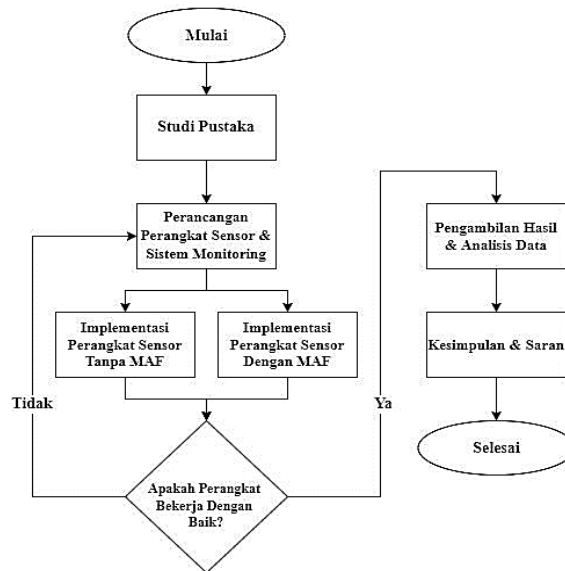 Mulai
Studi Pustaka
Perancangan
Perangkat Sensor &
Sistem Monitoring
Implementasi
Perangkat Sensor
Tanpa MAF
Implementasi
Perangkat Sensor
Dengan MAF
Tidak
Apakah Perangkat
Bekerja Dengan
Baik?
Ya
Pengambilan Hasil
& Analisis Data
Kesimpulan & Saran
Selesai